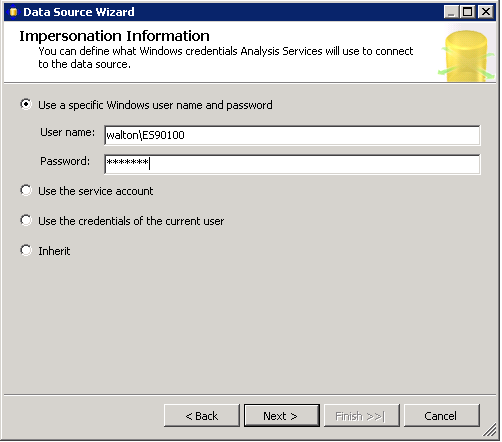 Data Source Wizard
Impersonation Information
You can define what Windows credentials Analysis Services will use to connect
to the data source.
Use a specific Windows user name and password
User name: walton\ES90100
Password: *******
Use the service account
Use the credentials of the current user
Inherit
< Back Next > Finish >>| Cancel